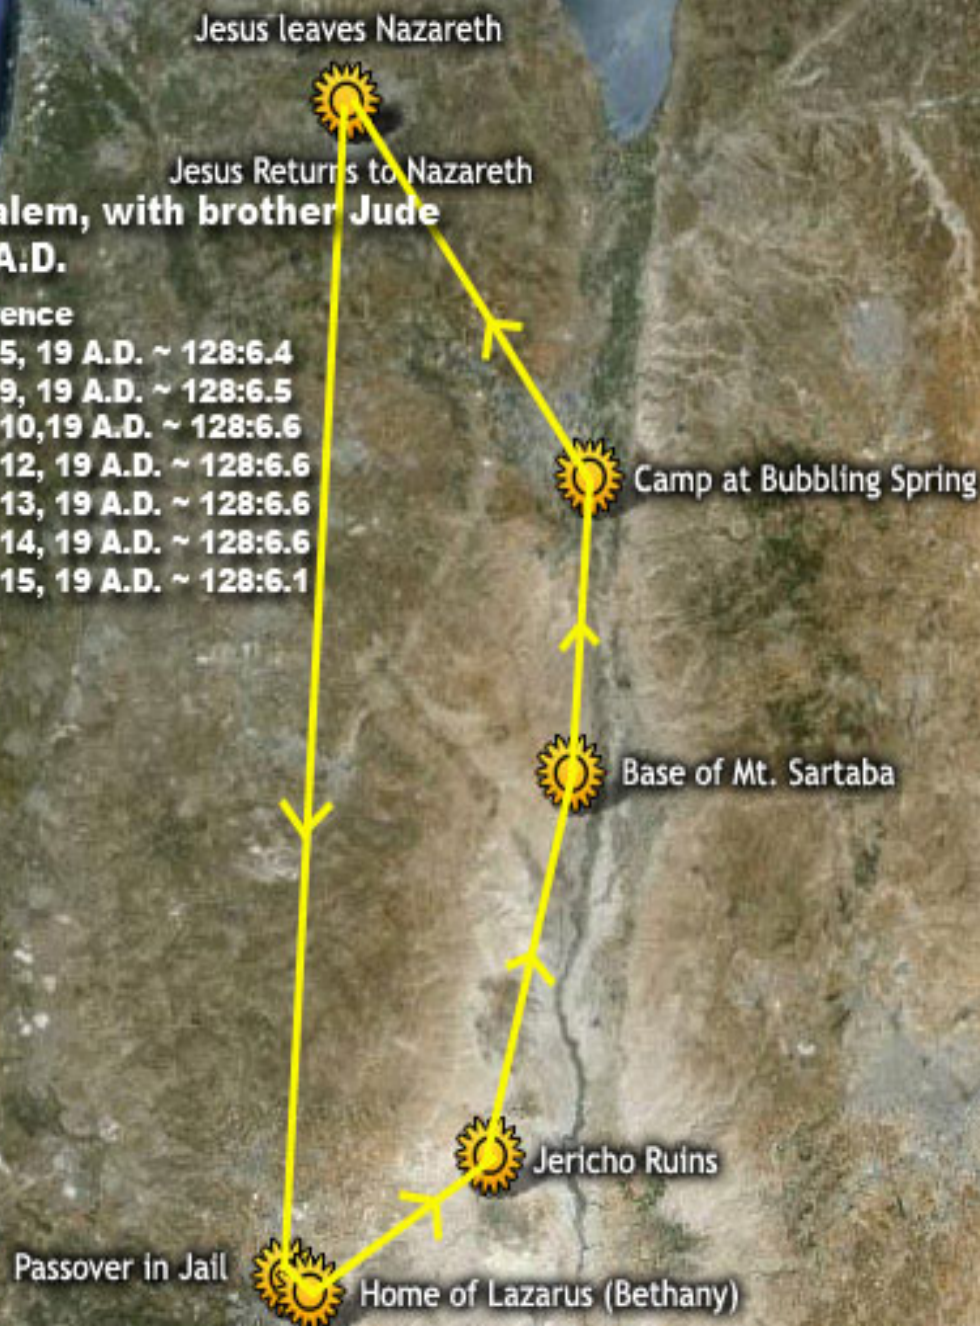 Jesus leaves Nazareth
Jesus Returns to Nazareth
alem, with brother Jude
A.D.
ence
5, 19 A.D. ~ 128:6.4
9, 19 A.D. ~ 128:6.5
10,19 A.D. ~ 128:6.6
12, 19 A.D. ~ 128:6.6
13, 19 A.D. ~ 128:6.6
14, 19 A.D. ~ 128:6.6
15, 19 A.D. ~ 128:6.1
Camp at Bubbling Spring
Base of Mt. Sartaba
Jericho Ruins
Passover in Jail
Home of Lazarus (Bethany)